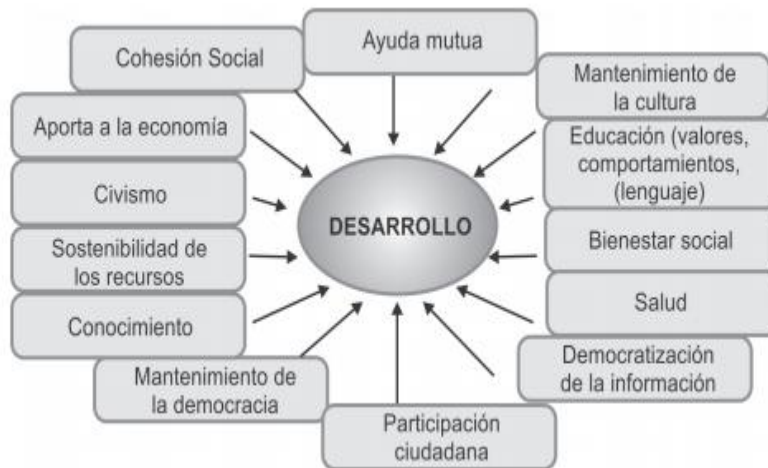 Ayuda mutua
Cohesión Social
Mantenimiento de
la cultura
Aporta a la economía
Educación (valores,
comportamientos,
(lenguaje)
Civismo
DESARROLLO
Bienestar social
Sostenibilidad de
los recursos
Salud
Conocimiento
Democratización
de la información
Mantenimiento de
la democracia
Participación
ciudadana